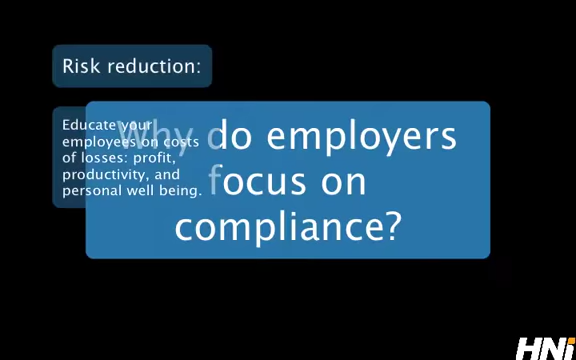 Risk reduction:
Educate your
employees on costs
of losses: profit,
productivity, and
personal well being.
Why do employers
focus on
compliance?
HNi